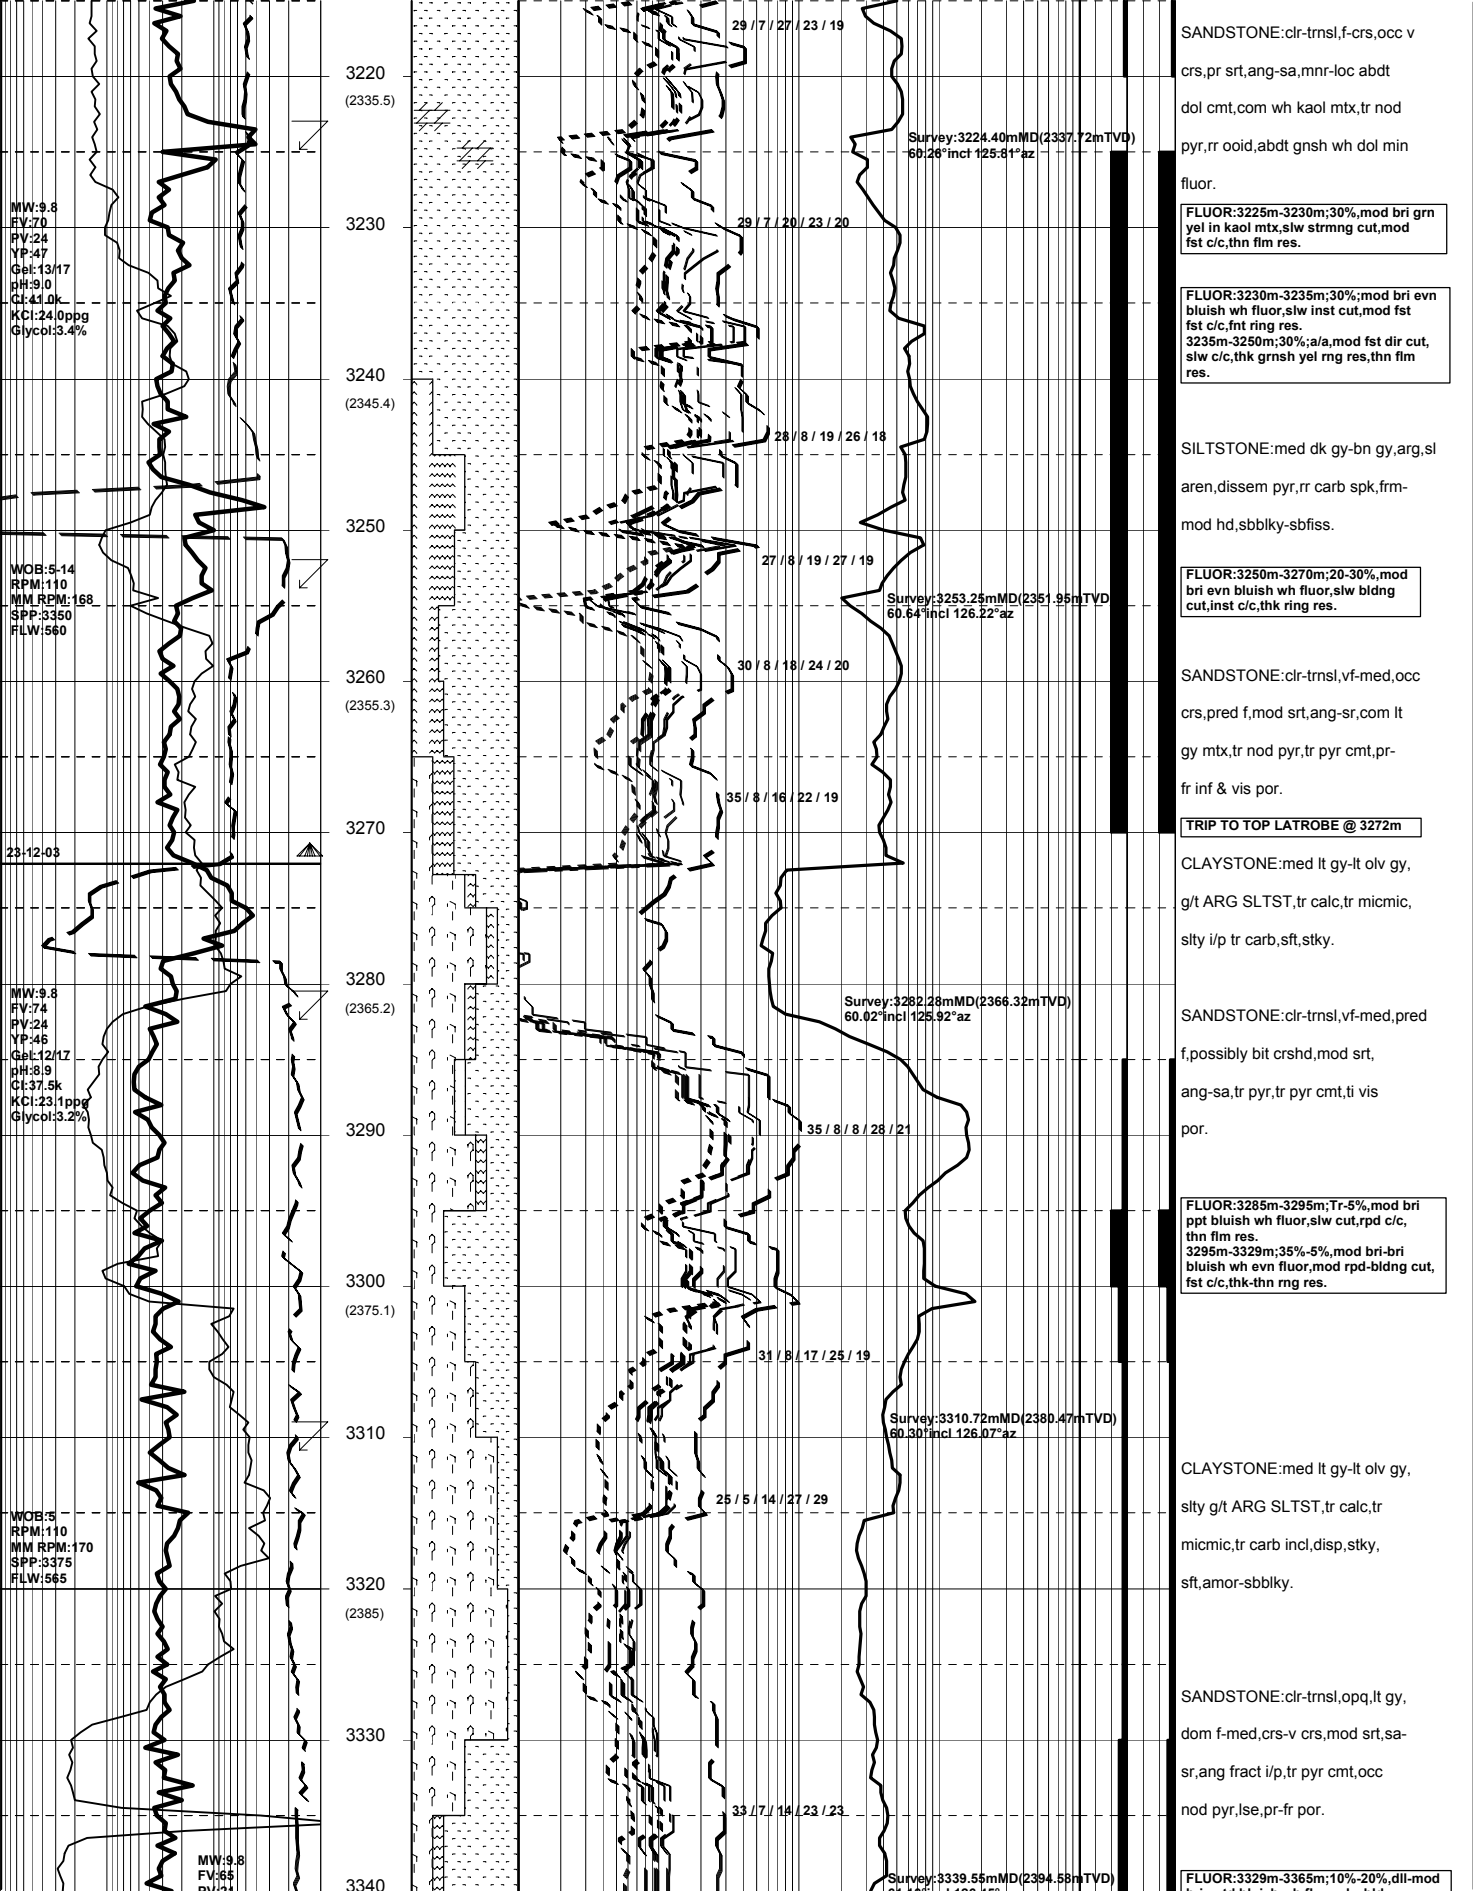 29 / 7 / 27 / 23 / 19
SANDSTONE:clr-trnsl,f-crs,occ v
crs,pr srt,ang-sa,mnr-loc abdt
dol cmt,com wh kaol mtx,tr nod
pyr,rr ooid,abdt gnsh wh dol min
fluor.
3220
(2335.5)
Survey:3224.40mMD(2337.72mTVD)
60.26°incl 125.81°az
MW:9.8
FV:70
PV:24
YP:47
Gel:13/17
pH:9.0
Cl:41.0k
KCl:24.0ppg
Glycol:3.4%
3230
29 / 7 / 20 / 23 / 20
FLUOR:3225m-3230m;30%,mod bri grn
yel in kaol mtx,slw strmng cut,mod
fst c/c,thn flm res.
FLUOR:3230m-3235m;30%;mod bri evn
bluish wh fluor,slw inst cut,mod fst
fst c/c,fnt ring res.
3235m-3250m;30%;a/a,mod fst dir cut,
slw c/c,thk grnsh yel rng res,thn flm
res.
3240
(2345.4)
28 / 8 / 19 / 26 / 18
SILTSTONE:med dk gy-bn gy,arg,sl
aren,dissem pyr,rr carb spk,frm-
mod hd,sbblky-sbfiss.
3250
27 / 8 / 19 / 27 / 19
WOB:5-14
RPM:110
MM RPM:168
SPP:3350
FLW:560
Survey:3253.25mMD(2351.95mTVD
60.64°incl 126.22°az
FLUOR:3250m-3270m;20-30%,mod
bri evn bluish wh fluor,slw bldng
cut,inst c/c,thk ring res.
3260
(2355.3)
30 / 8 / 18 / 24 / 20
SANDSTONE:clr-trnsl,vf-med,occ
crs,pred f,mod srt,ang-sr,com lt
gy mtx,tr nod pyr,tr pyr cmt,pr-
fr inf & vis por.
35 / 8 / 16 / 22 / 19
3270
TRIP TO TOP LATROBE @ 3272m
23-12-03
CLAYSTONE:med lt gy-lt olv gy,
g/t ARG SLTST,tr calc,tr micmic,
slty i/p tr carb,sft,stky.
3280
(2365.2)
MW:9.8
FV:74
PV:24
YP:46
Gel:12/17
pH:8.9
Cl:37.5k
KCl:23.1ppg
Glycol:3.2%
Survey:3282.28mMD(2366.32mTVD)
60.02°incl 125.92°az
SANDSTONE:clr-trnsl,vf-med,pred
f,possibly bit crshd,mod srt,
ang-sa,tr pyr,tr pyr cmt,ti vis
por.
3290
35 / 8 / 8 / 28 / 21
FLUOR:3285m-3295m;Tr-5%,mod bri
ppt bluish wh fluor,slw cut,rpd c/c,
thn flm res.
3295m-3329m;35%-5%,mod bri-bri
bluish wh evn fluor,mod rpd-bldng cut,
fst c/c,thk-thn rng res.
3300
(2375.1)
31 / 8 / 17 / 25 / 19
3310
Survey:3310.72mMD(2380.47mTVD)
60.30°incl 126.07°az
CLAYSTONE:med lt gy-lt olv gy,
slty g/t ARG SLTST,tr calc,tr
micmic,tr carb incl,disp,stky,
sft,amor-sbblky.
25 / 5 / 14 / 27 / 29
WOB:5
RPM:110
MM RPM:170
SPP:3375
FLW:565
3320
(2385)
SANDSTONE:clr-trnsl,opq,lt gy,
dom f-med,crs-v crs,mod srt,sa-
sr,ang fract i/p,tr pyr cmt,occ
nod pyr,lse,pr-fr por.
3330
33 / 7 / 14 / 23 / 23
MW:9.8
FV:65
3340
Survey:3339.55mMD(2394.58mTVD)
FLUOR:3329m-3365m;10%-20%,dll-mod